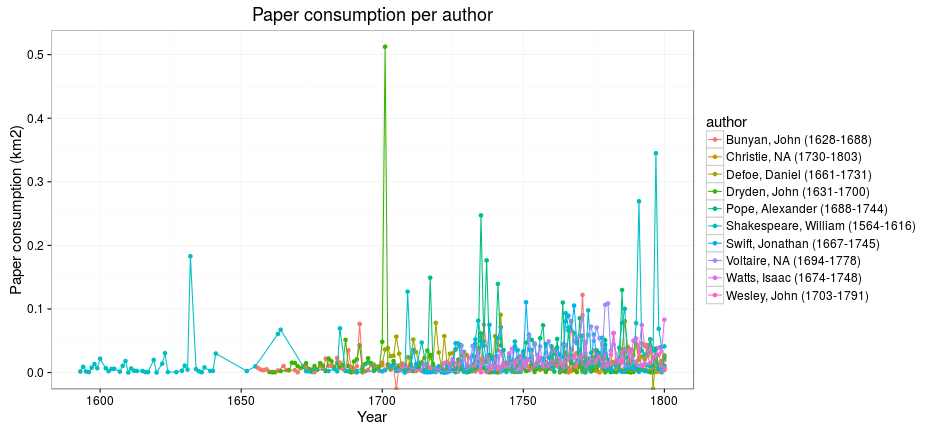 Paper consumption per author
Paper consumption (km2)
0.5
0.4
0.3
0.2
0.1
0.0
1600
1650
1700
1750
1800
Year
author
Bunyan, John (1628-1688)
Christie, NA (1730-1803)
Defoe, Daniel (1661-1731)
Dryden, John (1631-1700)
Pope, Alexander (1688-1744)
Shakespeare, William (1564-1616)
Swift, Jonathan (1667-1745)
Voltaire, NA (1694-1778)
Watts, Isaac (1674-1748)
Wesley, John (1703-1791)